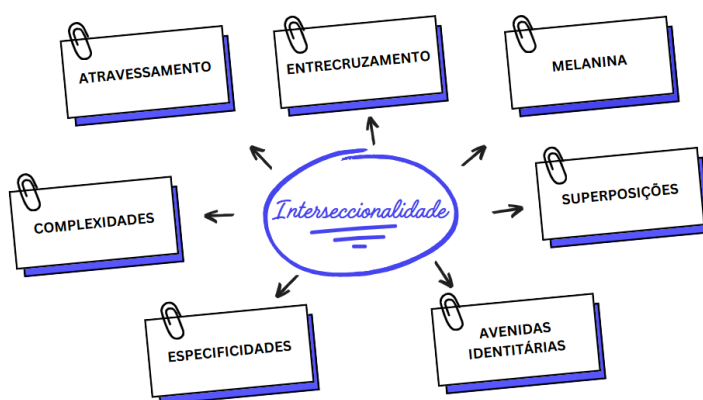 ATRAVESSAMENTO
ENTRECRUZAMENTO
MELANINA
COMPLEXIDADES
Interseccionalidade
SUPERPOSIÇÕES
ESPECIFICIDADES
AVENIDAS
IDENTITÁRIAS